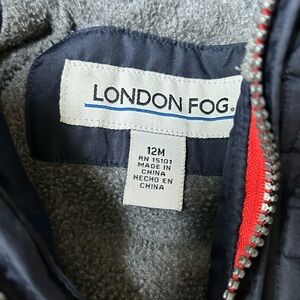 LONDON FOG.
12M
RN 15101
MADE IN
CHINA
HECHO EN
CHINA